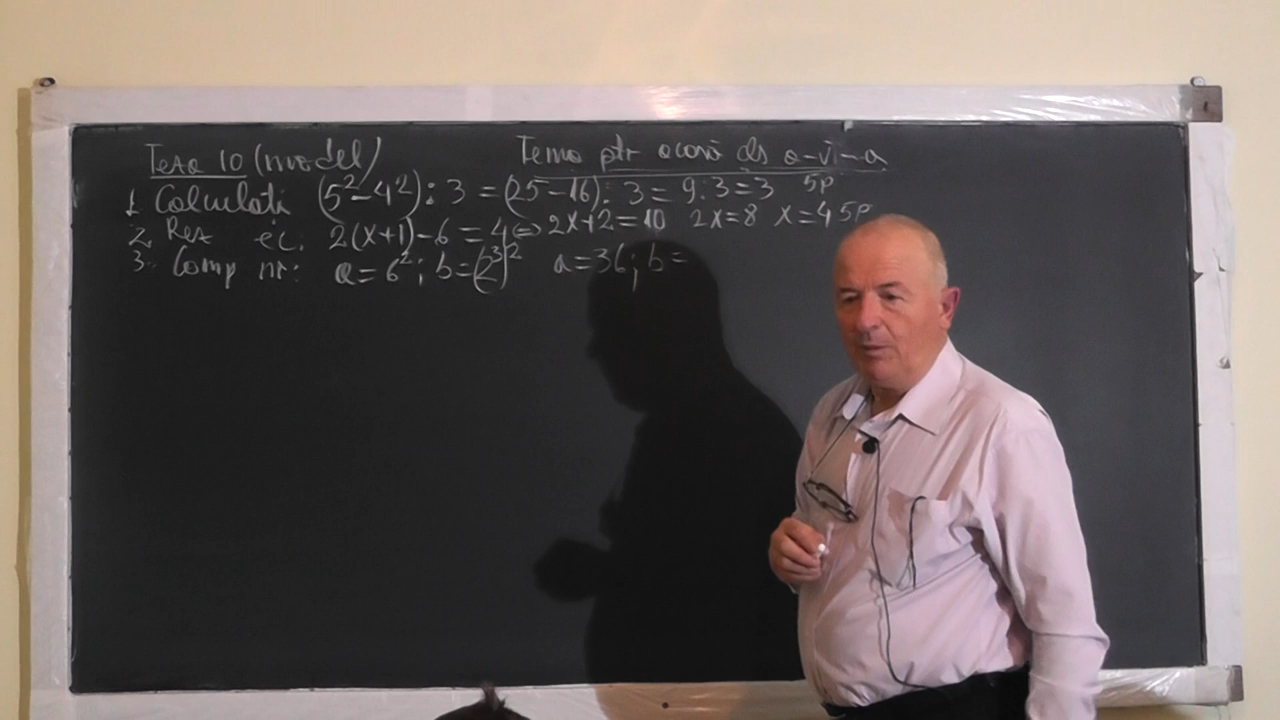 Teza 10 (model)
Tema ptr acasă cls a-VI-a
1. Calculati (5²-4²):3 = (25-16):3 = 9:3=3 5p
2. Rez ec: 2(x+1)-6=4 ⇔ 2x+2=10 2x=8 x=4 5p
3. Comp nr: a=6²; b=(2³)² a=36; b=